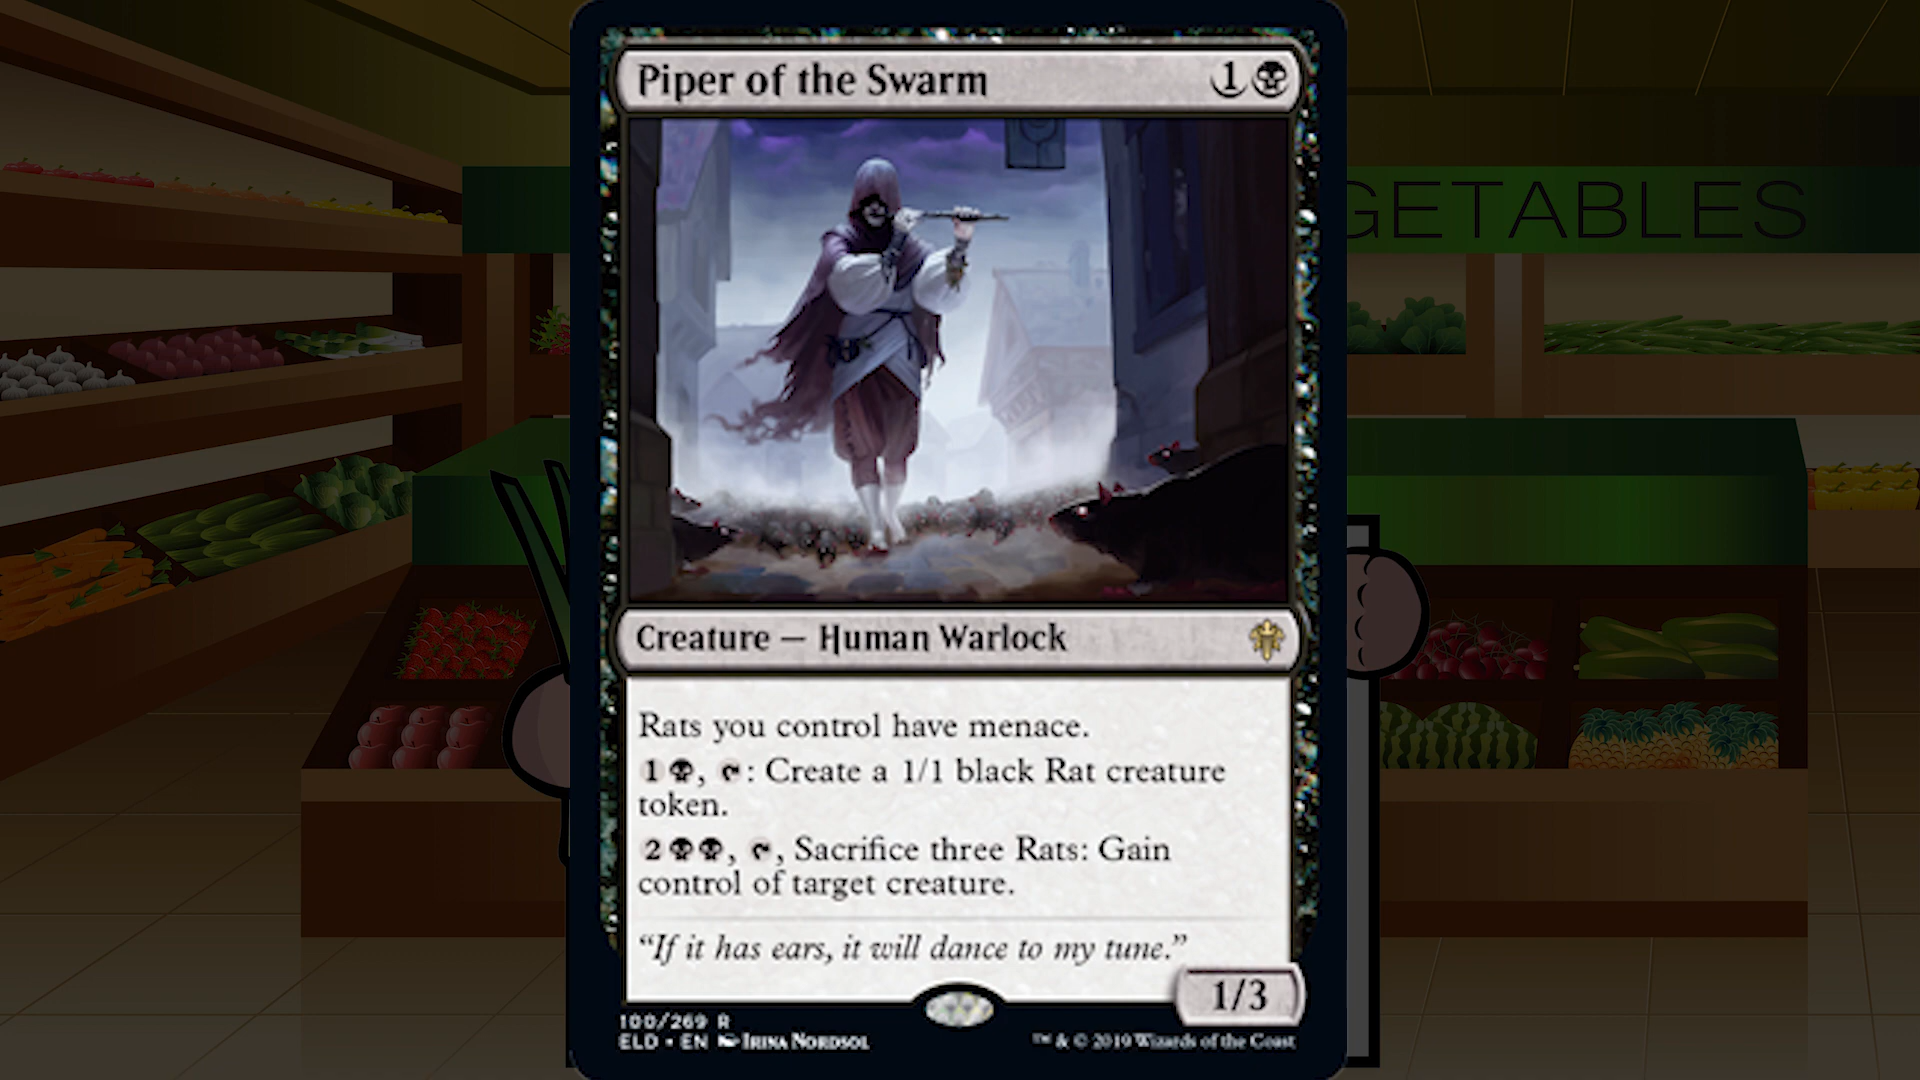 Piper of the Swarm 1
GETABLES
Creature — Human Warlock
Rats you control have menace.
1, : Create a 1/1 black Rat creature
token.
2, , Sacrifice three Rats: Gain
control of target creature.
“If it has ears, it will dance to my tune.”
1/3
100/269 R
ELD • EN IRINA NORDSOL
™ & © 2019 Wizards of the Coast